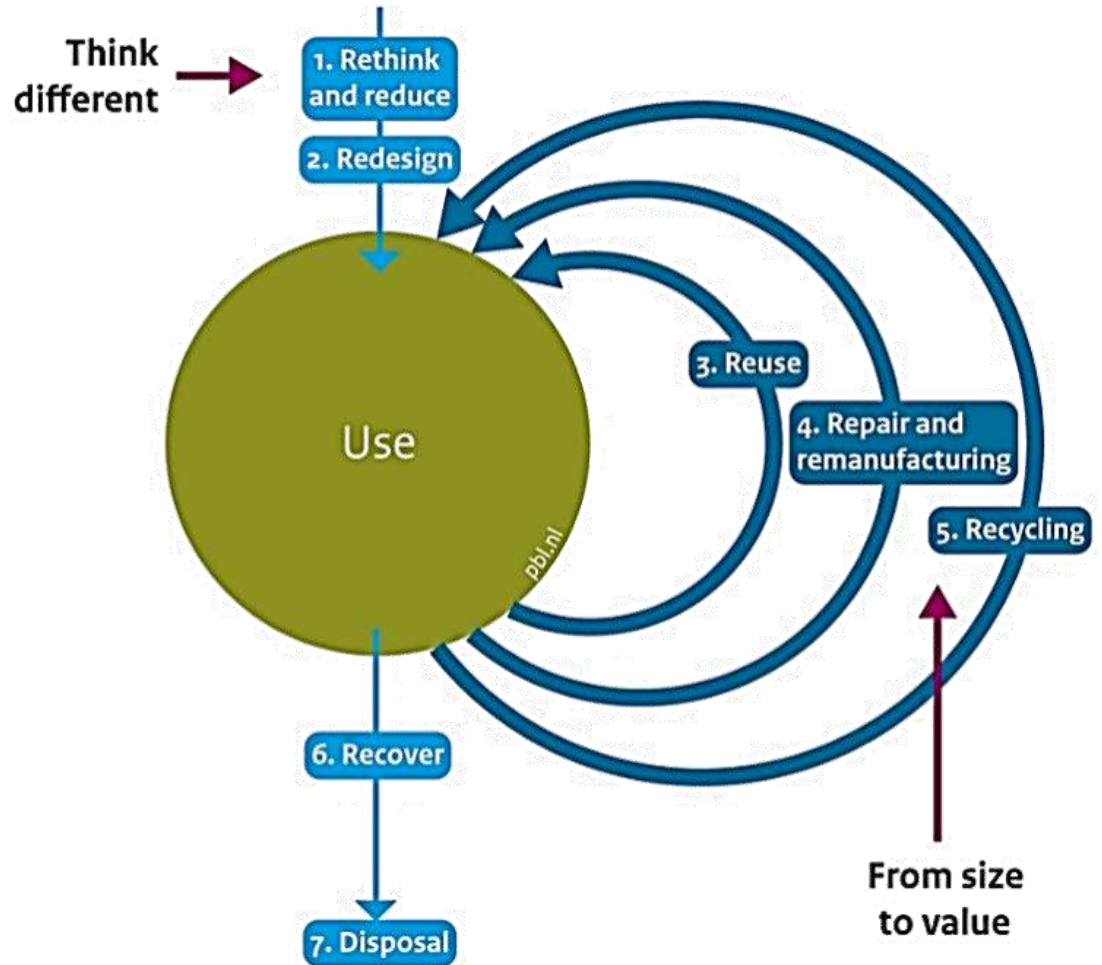 Think
different
1. Rethink
and reduce
2. Redesign
3. Reuse
Use
4. Repair and
remanufacturing
5. Recycling
pbl.nl
6. Recover
From size
to value
7. Disposal